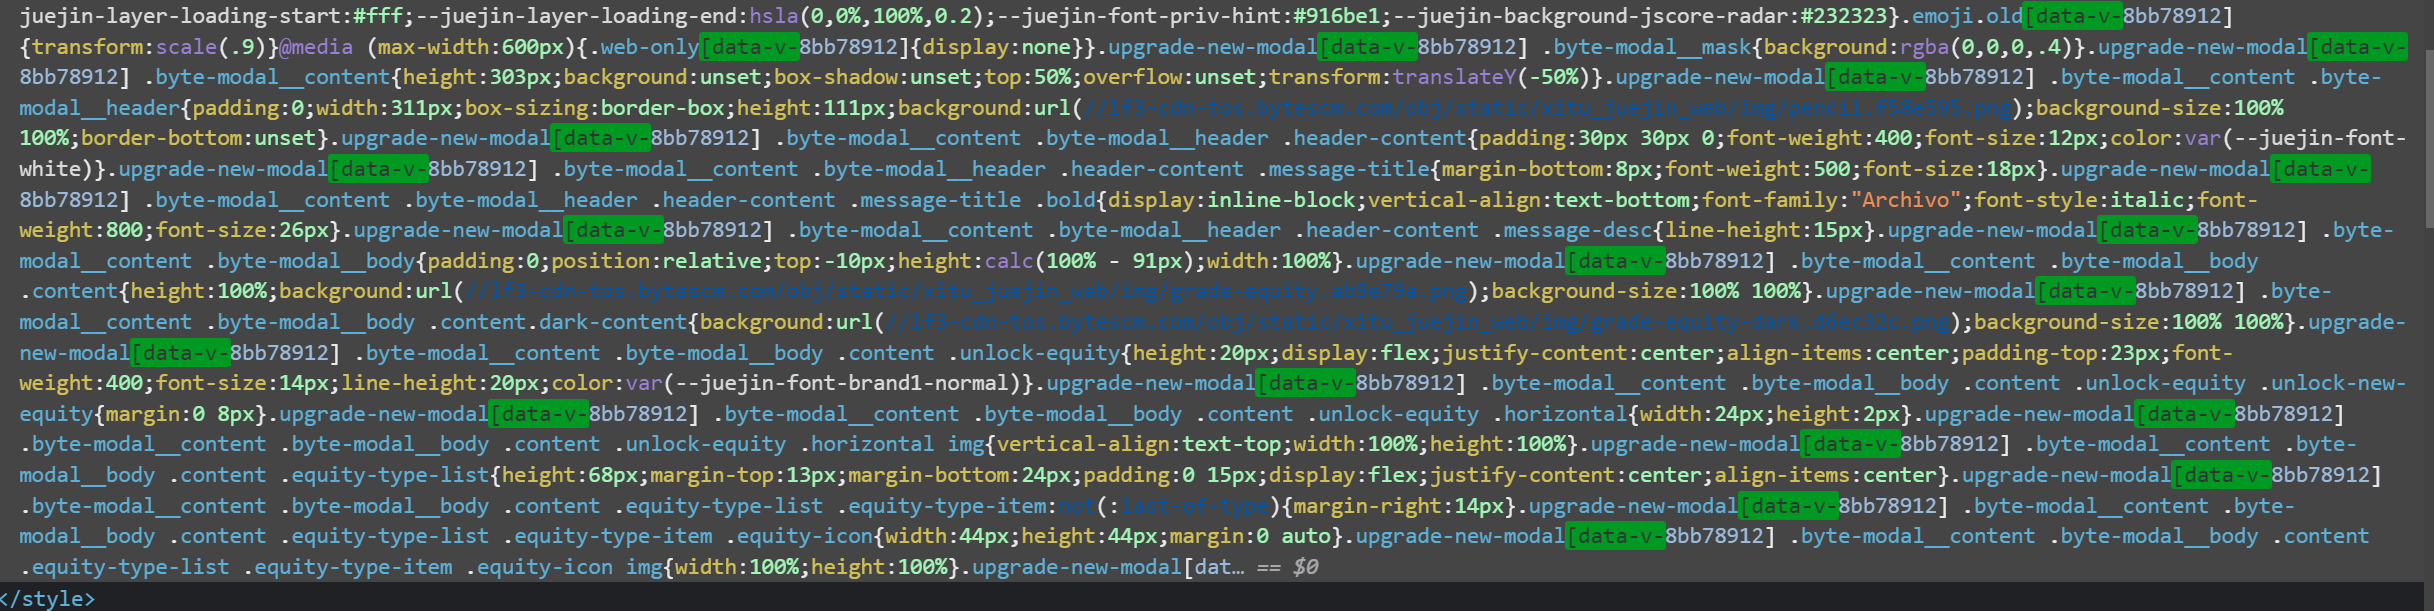 juejin-layer-loading-start:#fff;--juejin-layer-loading-end:hsla(0,0%,100%,0.2);--juejin-font-priv-hint:#916be1;--juejin-background-jscore-radar:#232323}.emoji.old[data-v-8bb78912]
{transform:scale(.9)}@media (max-width:600px){.web-only[data-v-8bb78912]{display:none}}.upgrade-new-modal[data-v-8bb78912] .byte-modal__mask{background:rgba(0,0,0,.4)}.upgrade-new-modal[data-v-
8bb78912] .byte-modal__content{height:303px;background:unset;box-shadow:unset;top:50%;overflow:unset;transform:translateY(-50%)}.upgrade-new-modal[data-v-8bb78912] .byte-modal__content .byte-
modal__header{padding:0;width:311px;box-sizing:border-box;height:111px;background:url(//lf3-cdn-tos.bytescm.com/obj/static/xitu_juejin_web/img/pencil.f58e595.png);background-size:100%
100%;border-bottom:unset}.upgrade-new-modal[data-v-8bb78912] .byte-modal__content .byte-modal__header .header-content{padding:30px 30px 0;font-weight:400;font-size:12px;color:var(--juejin-font-
white)}.upgrade-new-modal[data-v-8bb78912] .byte-modal__content .byte-modal__header .header-content .message-title{margin-bottom:8px;font-weight:500;font-size:18px}.upgrade-new-modal[data-v-
8bb78912] .byte-modal__content .byte-modal__header .header-content .message-title .bold{display:inline-block;vertical-align:text-bottom;font-family:"Archivo";font-style:italic;font-
weight:800;font-size:26px}.upgrade-new-modal[data-v-8bb78912] .byte-modal__content .byte-modal__header .header-content .message-desc{line-height:15px}.upgrade-new-modal[data-v-8bb78912] .byte-
modal__content .byte-modal__body{padding:0;position:relative;top:-10px;height:calc(100% - 91px);width:100%}.upgrade-new-modal[data-v-8bb78912] .byte-modal__content .byte-modal__body
.content{height:100%;background:url(//lf3-cdn-tos.bytescm.com/obj/static/xitu_juejin_web/img/grade-equity.ab5e79a.png);background-size:100% 100%}.upgrade-new-modal[data-v-8bb78912] .byte-
modal__content .byte-modal__body .content.dark-content{background:url(//lf3-cdn-tos.bytescm.com/obj/static/xitu_juejin_web/img/grade-equity-dark.d6ec32c.png);background-size:100% 100%}.upgrade-
new-modal[data-v-8bb78912] .byte-modal__content .byte-modal__body .content .unlock-equity{height:20px;display:flex;justify-content:center;align-items:center;padding-top:23px;font-
weight:400;font-size:14px;line-height:20px;color:var(--juejin-font-brand1-normal)}.upgrade-new-modal[data-v-8bb78912] .byte-modal__content .byte-modal__body .content .unlock-equity .unlock-new-
equity{margin:0 8px}.upgrade-new-modal[data-v-8bb78912] .byte-modal__content .byte-modal__body .content .unlock-equity .horizontal{width:24px;height:2px}.upgrade-new-modal[data-v-8bb78912]
.byte-modal__content .byte-modal__body .content .unlock-equity .horizontal img{vertical-align:text-top;width:100%;height:100%}.upgrade-new-modal[data-v-8bb78912] .byte-modal__content .byte-
modal__body .content .equity-type-list{height:68px;margin-top:13px;margin-bottom:24px;padding:0 15px;display:flex;justify-content:center;align-items:center}.upgrade-new-modal[data-v-8bb78912]
.byte-modal__content .byte-modal__body .content .equity-type-list .equity-type-item:not(:last-of-type){margin-right:14px}.upgrade-new-modal[data-v-8bb78912] .byte-modal__content .byte-
modal__body .content .equity-type-list .equity-type-item .equity-icon{width:44px;height:44px;margin:0 auto}.upgrade-new-modal[data-v-8bb78912] .byte-modal__content .byte-modal__body .content
.equity-type-list .equity-type-item .equity-icon img{width:100%;height:100%}.upgrade-new-modal[dat… == $0
</style>